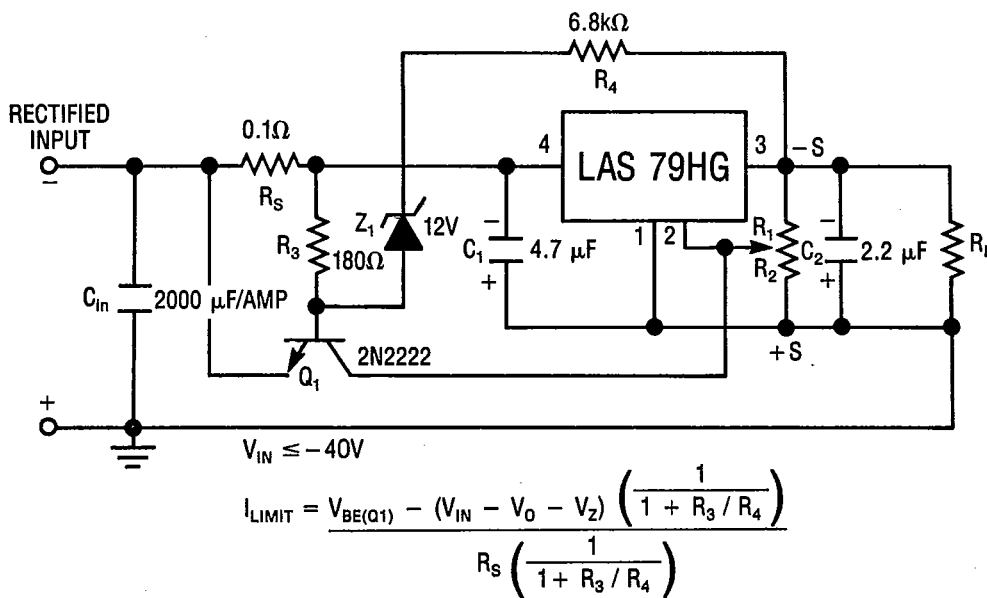 6.8kΩ
R4
RECTIFIED
INPUT
0.1Ω
4
LAS 79HG
3
−S
−
RS
Z1
12V
1
2
R1
R3
180Ω
C1
−
4.7 μF
+
R2
C2
−
2.2 μF
+
Cin
2000 μF/AMP
2N2222
+S
Q1
+
VIN ≤ −40V
ILIMIT = VBE(Q1) − (VIN − VO − VZ) ( 1 / 1 + R3 / R4 )
RS ( 1 / 1 + R3 / R4 )